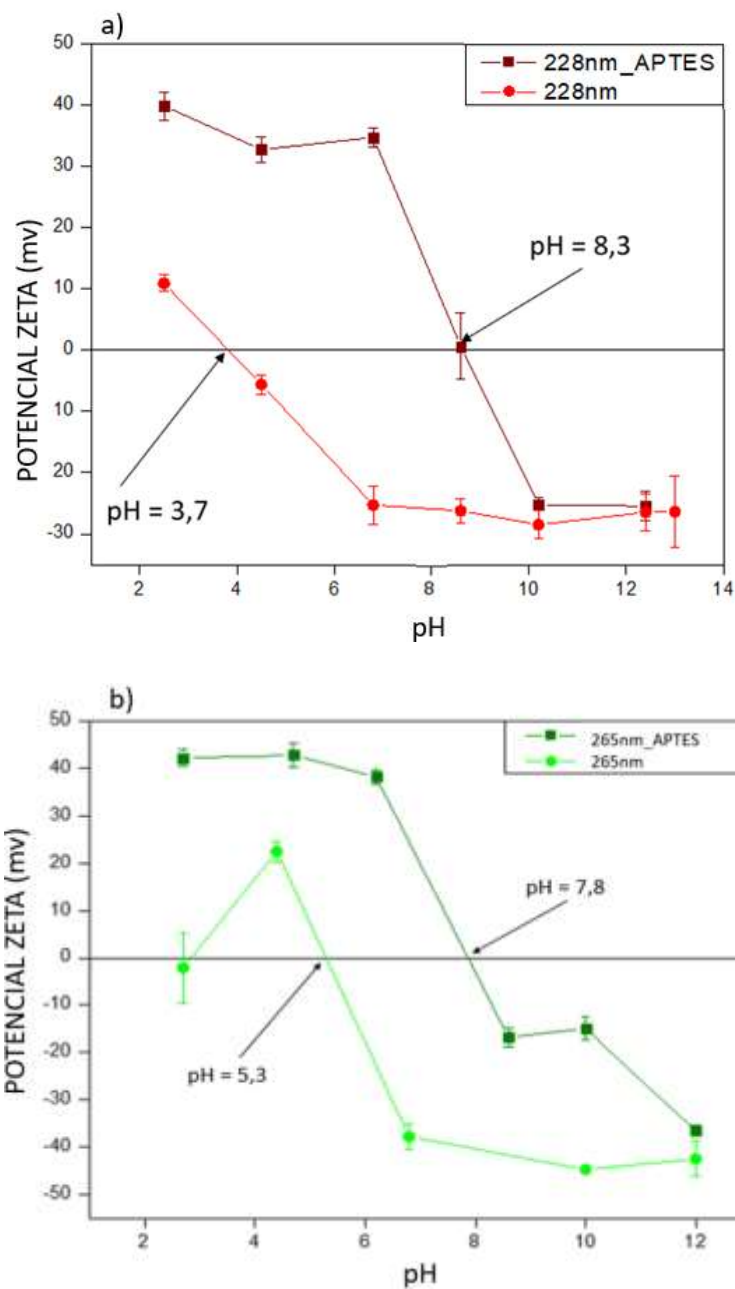 a)
50
40
30
20
10
0
10
20
-30
POTENCIAL ZETA (mv)
228nm_APTES
228nm
pH = 8,3
pH = 3,7
2 4 6 8 10 12 14
pH
b)
50
40
30
20
10
0
-10
-20
-30
-40
-50
POTENCIAL ZETA (mv)
265nm_APTES
265nm
pH = 7,8
pH = 5,3
2 4 6 8 10 12
pH